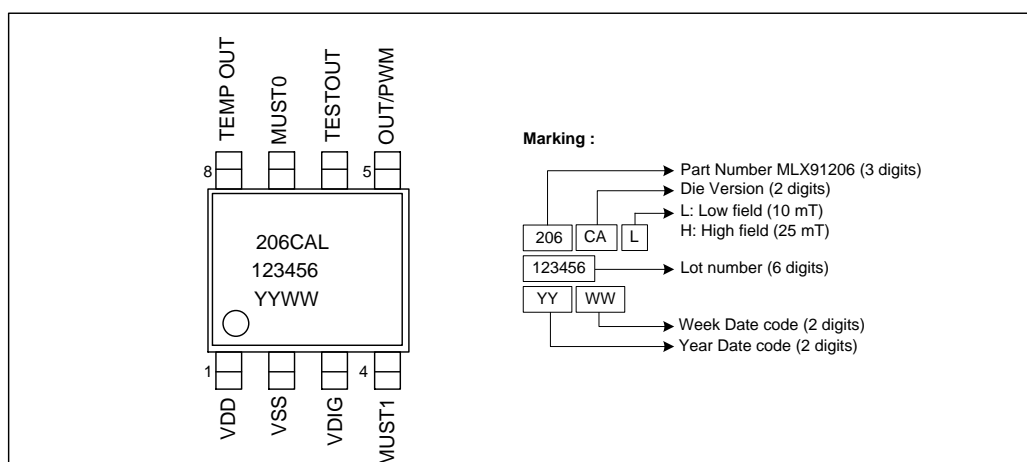 TEMP OUT
MUST0
TESTOUT
OUT/PWM
8
5
206CAL
123456
YYWW
1
4
VDD
VSS
VDIG
MUST1
Marking :
Part Number MLX91206 (3 digits)
Die Version (2 digits)
L: Low field (10 mT)
H: High field (25 mT)
206 CA L
123456
Lot number (6 digits)
YY WW
Week Date code (2 digits)
Year Date code (2 digits)